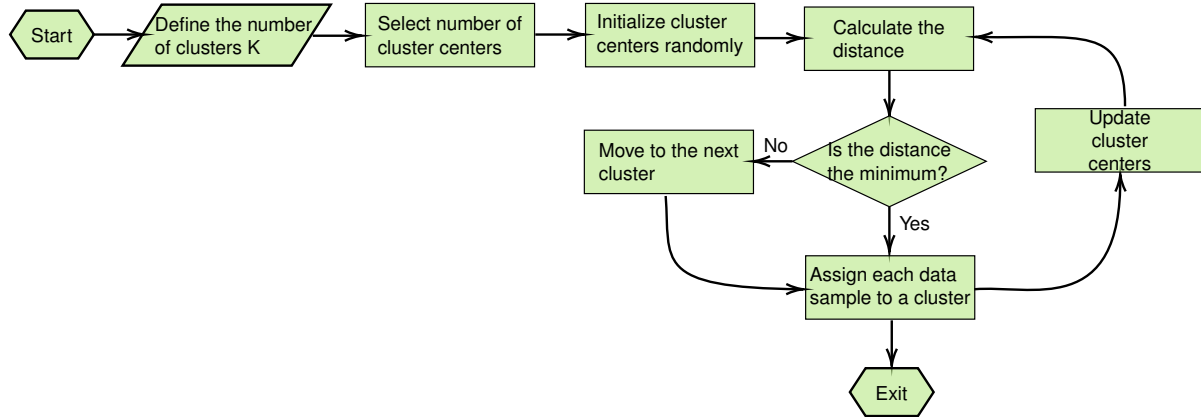 Start
Define the number
of clusters K
Select number of
cluster centers
Initialize cluster
centers randomly
Calculate the
distance
Update
cluster
centers
Move to the next
cluster
No
Is the distance
the minimum?
Yes
Assign each data
sample to a cluster
Exit